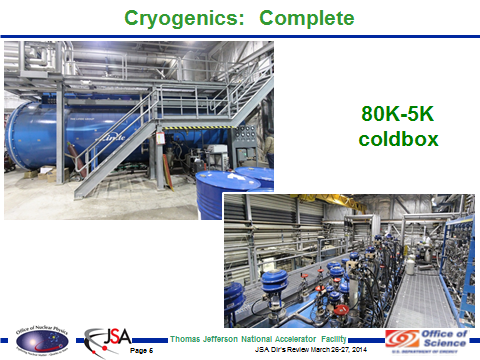 Cryogenics: Complete
80K-5K
coldbox
Linde
Office of Nuclear Physics
JSA
Page 5
Thomas Jefferson National Accelerator Facility
JSA Dir's Review March 26-27, 2014
Office of
Science
U.S. DEPARTMENT OF ENERGY